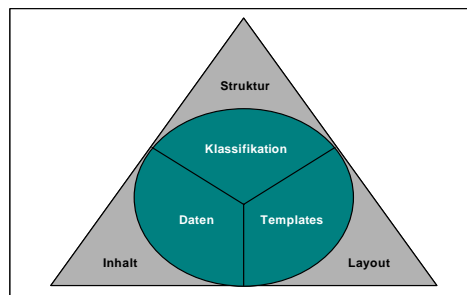 Struktur
Klassifikation
Daten
Templates
Inhalt
Layout